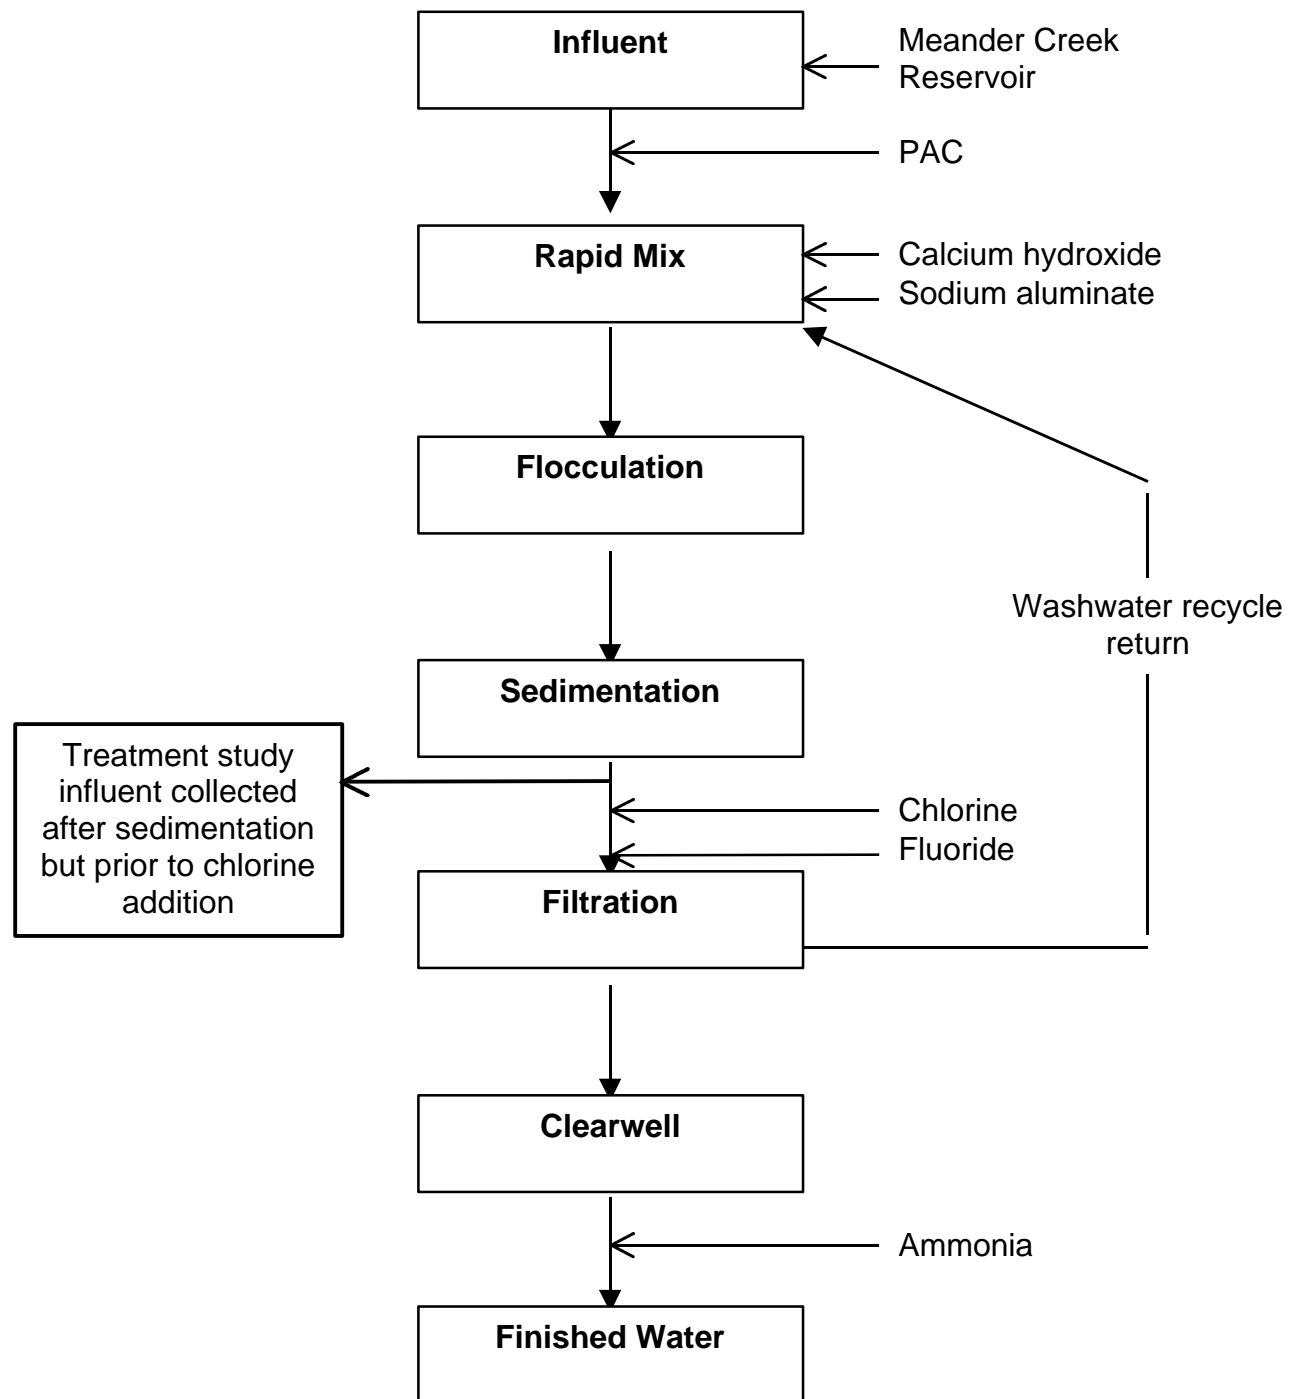 Influent
Meander Creek
Reservoir
PAC
Rapid Mix
Calcium hydroxide
Sodium aluminate
Flocculation
Washwater recycle
return
Sedimentation
Treatment study
influent collected
after sedimentation
but prior to chlorine
addition
Chlorine
Fluoride
Filtration
Clearwell
Ammonia
Finished Water